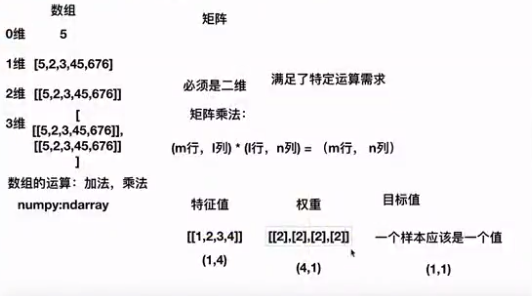 数组
矩阵
0维 5
1维 [5,2,3,45,676]
2维 [[5,2,3,45,676]]
必须是二维
满足了特定运算需求
3维
[
[[5,2,3,45,676]],
[[5,2,3,45,676]]
]
矩阵乘法：
(m行，l列) * (l行，n列) = （m行， n列）
数组的运算：加法，乘法
numpy:ndarray
特征值
权重
目标值
[[1,2,3,4]]
[[2],[2],[2],[2]]
一个样本应该是一个值
(1,4)
(4,1)
(1,1)